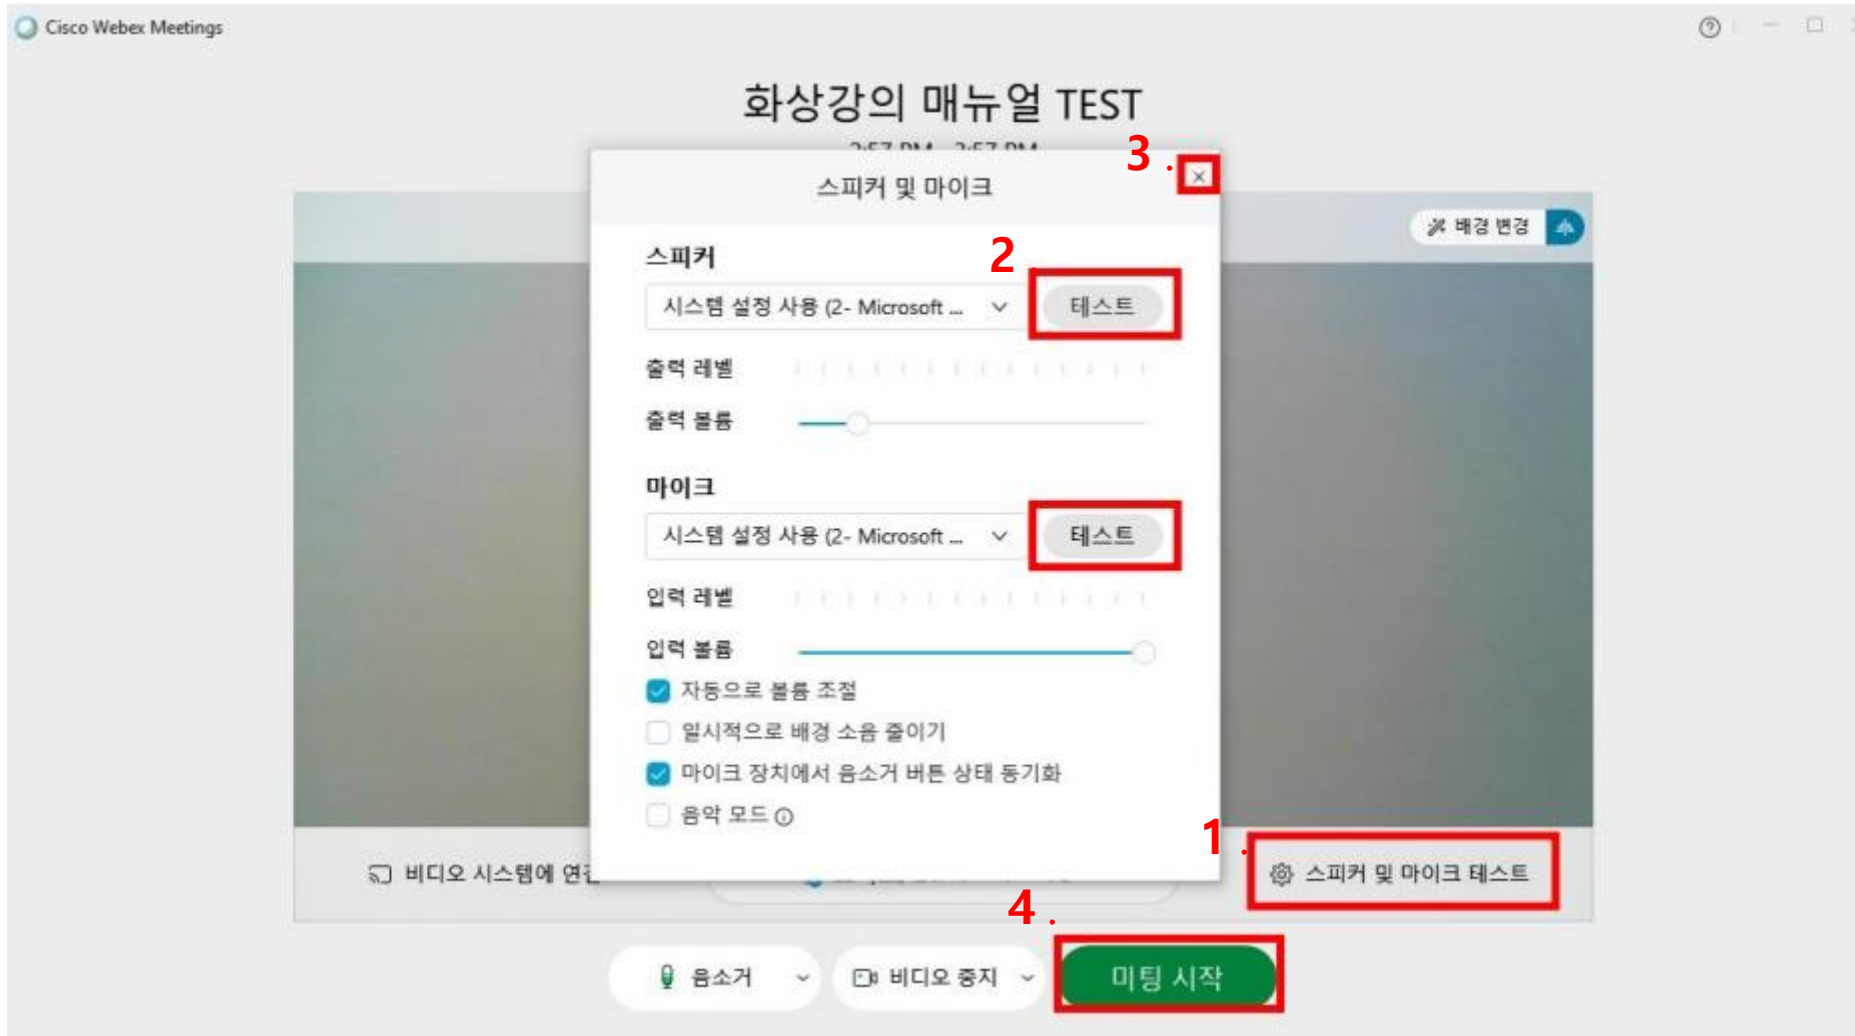 Cisco Webex Meetings
화상강의 매뉴얼 TEST
3.
스피커 및 마이크
배경 변경
스피커
2
시스템 설정 사용 (2- Microsoft ...
테스트
출력 레벨
출력 볼륨
마이크
시스템 설정 사용 (2- Microsoft ...
테스트
입력 레벨
입력 볼륨
자동으로 볼륨 조절
일시적으로 배경 소음 줄이기
마이크 장치에서 음소거 버튼 상태 동기화
음악 모드
1.
비디오 시스템에
스피커 및 마이크 테스트
4.
음소거
비디오 중지
미팅 시작